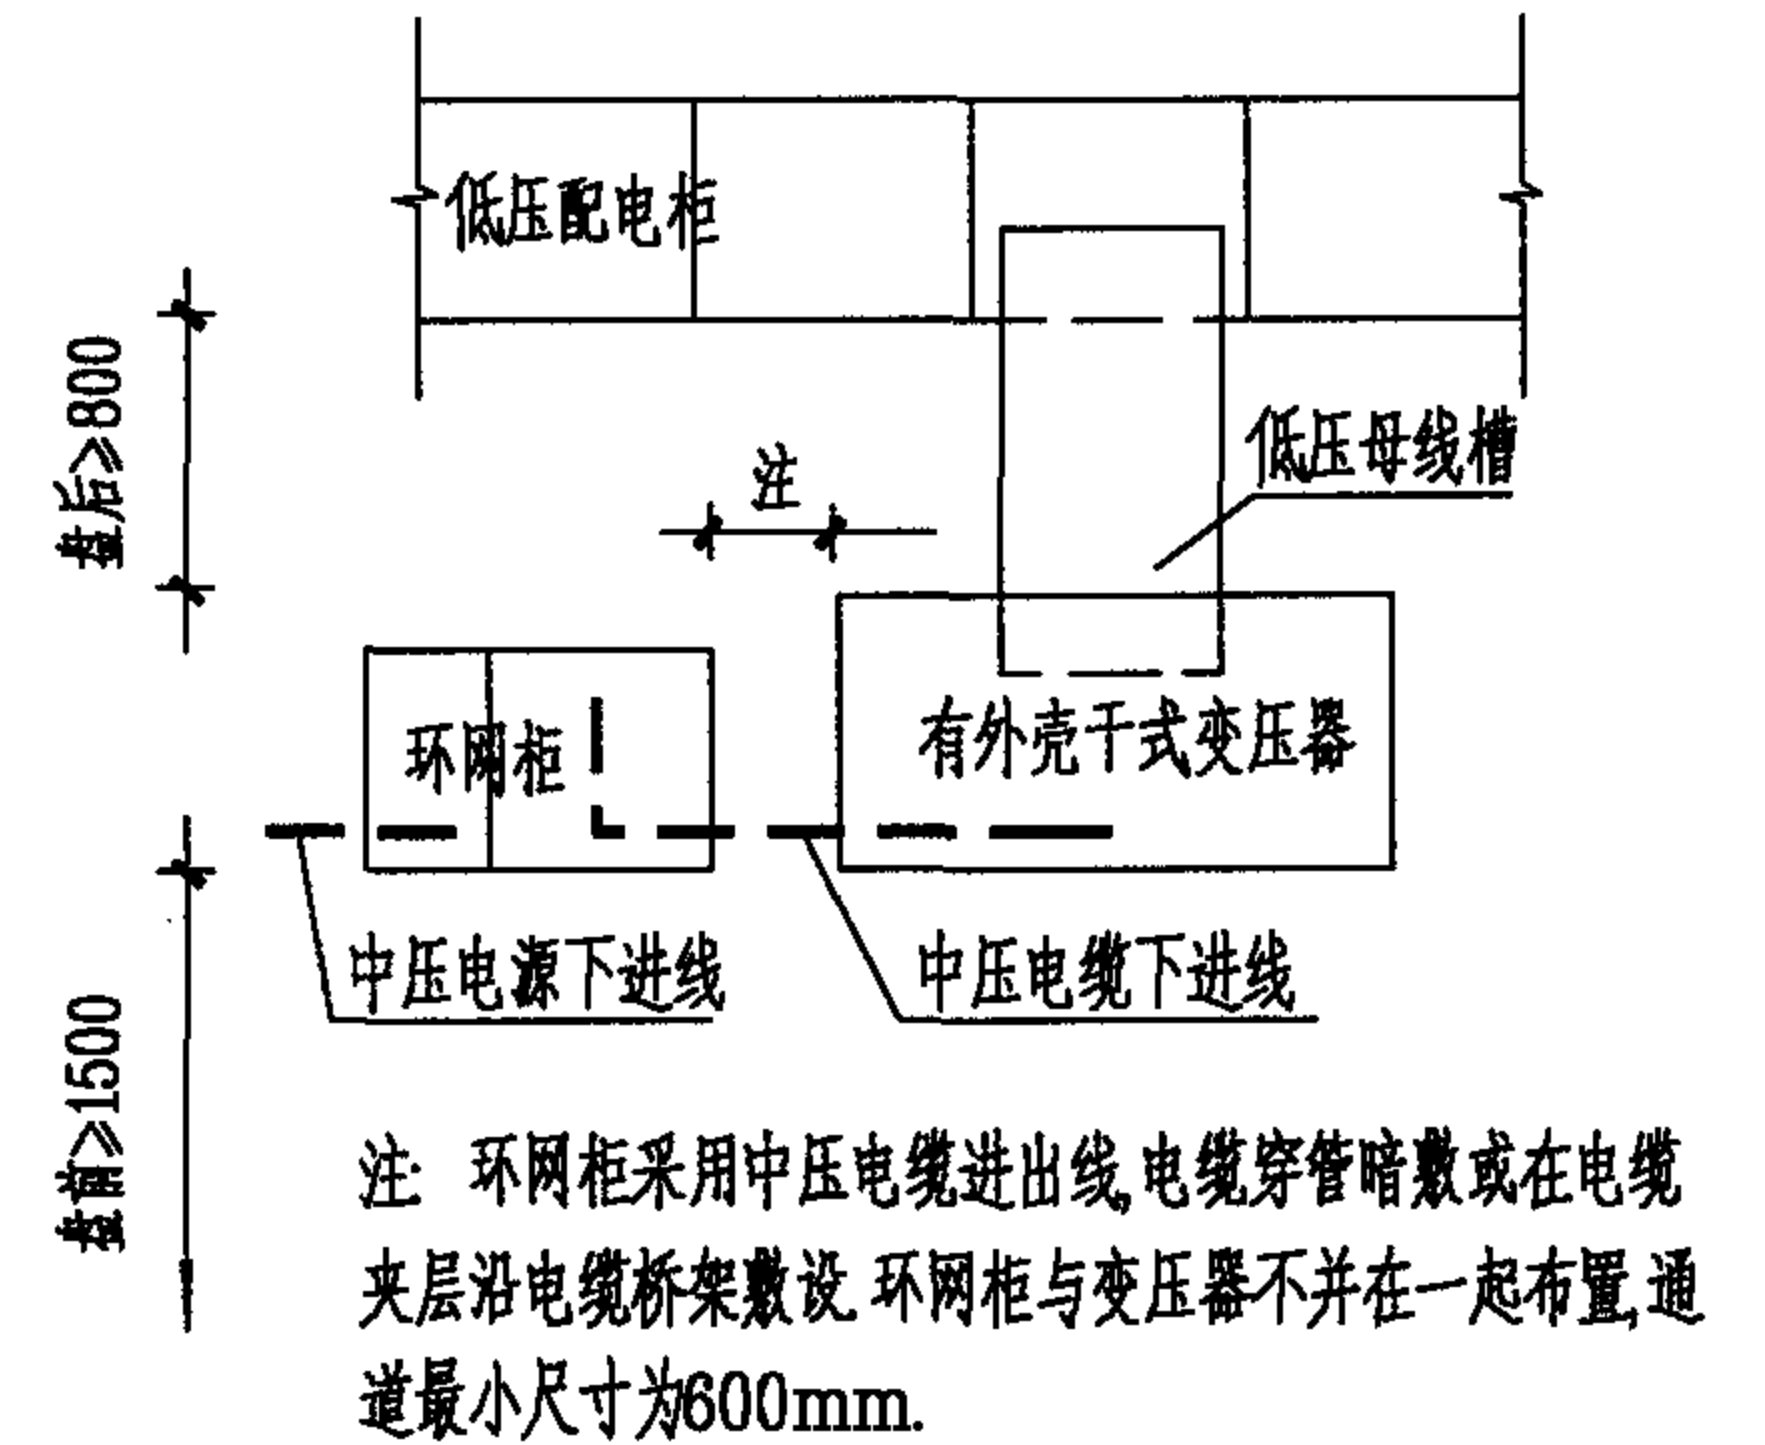 低压配电柜
盘后≥800
注
低压母线槽
环网柜
有外壳干式变压器
中压电源下进线
中压电缆下进线
盘前≥1500
注: 环网柜采用中压电缆进出线,电缆穿管暗敷或在电缆
夹层沿电缆桥架敷设.环网柜与变压器不并在一起布置,通
道最小尺寸为600mm.